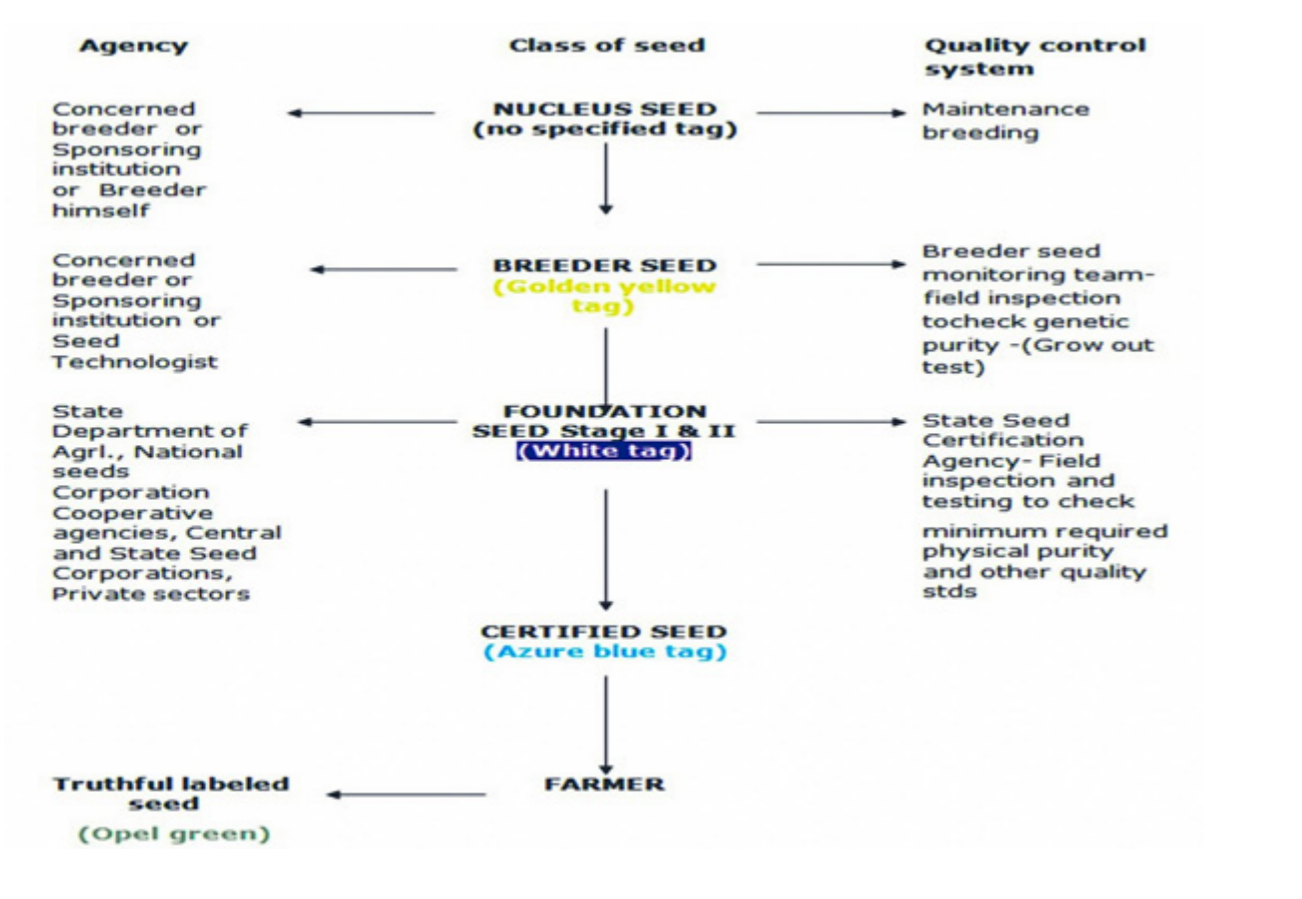 Agency
Class of seed
Quality control
system
Concerned
breeder or
Sponsoring
institution
or Breeder
himself
NUCLEUS SEED
(no specified tag)
Maintenance
breeding
Concerned
breeder or
Sponsoring
institution or
Seed
Technologist
BREEDER SEED
(Golden yellow
tag)
Breeder seed
monitoring team-
field inspection
tocheck genetic
purity -(Grow out
test)
State
Department of
Agrl., National
seeds
Corporation
Cooperative
agencies, Central
and State Seed
Corporations,
Private sectors
FOUNDATION
SEED Stage I & II
(White tag)
State Seed
Certification
Agency- Field
inspection and
testing to check
minimum required
physical purity
and other quality
stds
CERTIFIED SEED
(Azure blue tag)
Truthful labeled
seed
(Opel green)
FARMER